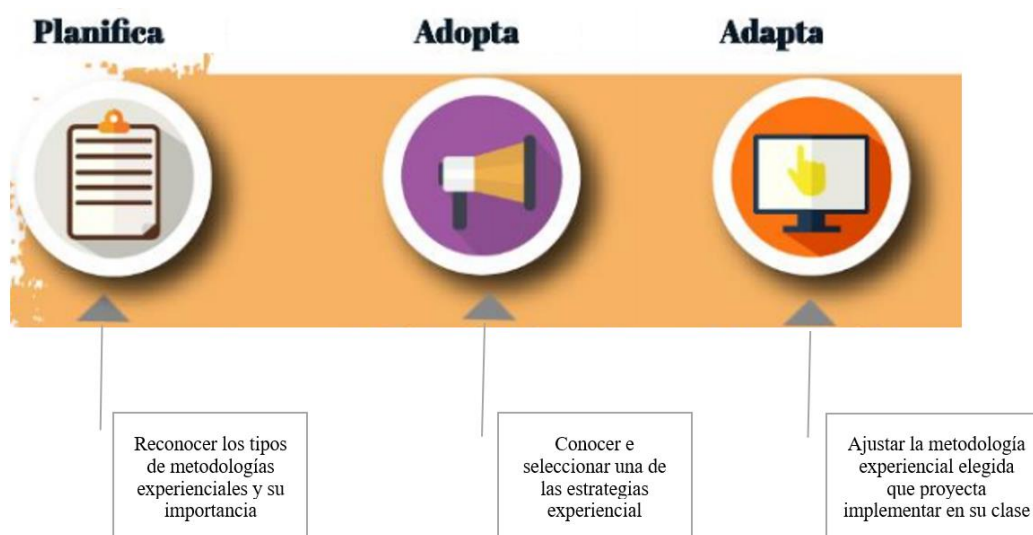 Planifica
Adopta
Adapta
Reconocer los tipos
de metodologías
experienciales y su
importancia
Conocer e
seleccionar una de
las estrategias
experiencial
Ajustar la metodología
experiencial elegida
que proyecta
implementar en su clase